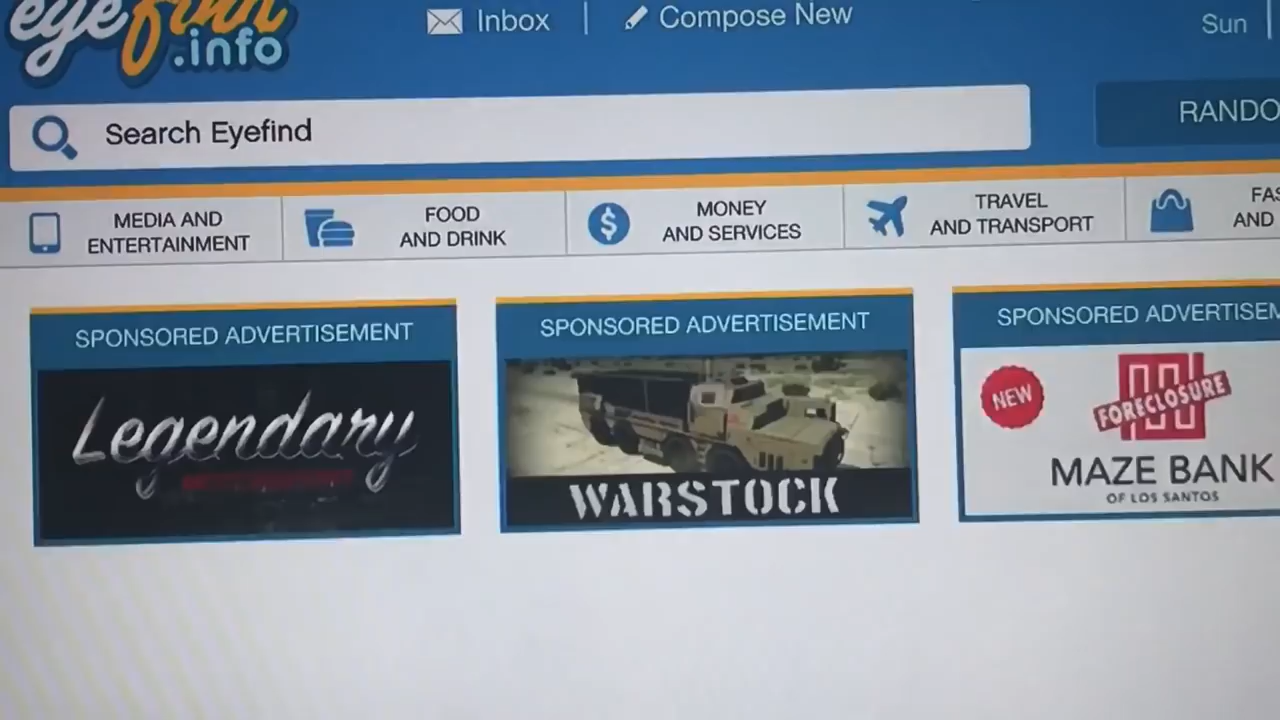 eyefind
.info
Inbox
Compose New
Sun
Search Eyefind
RANDO
MEDIA AND
ENTERTAINMENT
FOOD
AND DRINK
MONEY
AND SERVICES
TRAVEL
AND TRANSPORT
FAS
AND
SPONSORED ADVERTISEMENT
Legendary
SPONSORED ADVERTISEMENT
WARSTOCK
SPONSORED ADVERTISEM
NEW
FORECLOSURE
MAZE BANK
OF LOS SANTOS